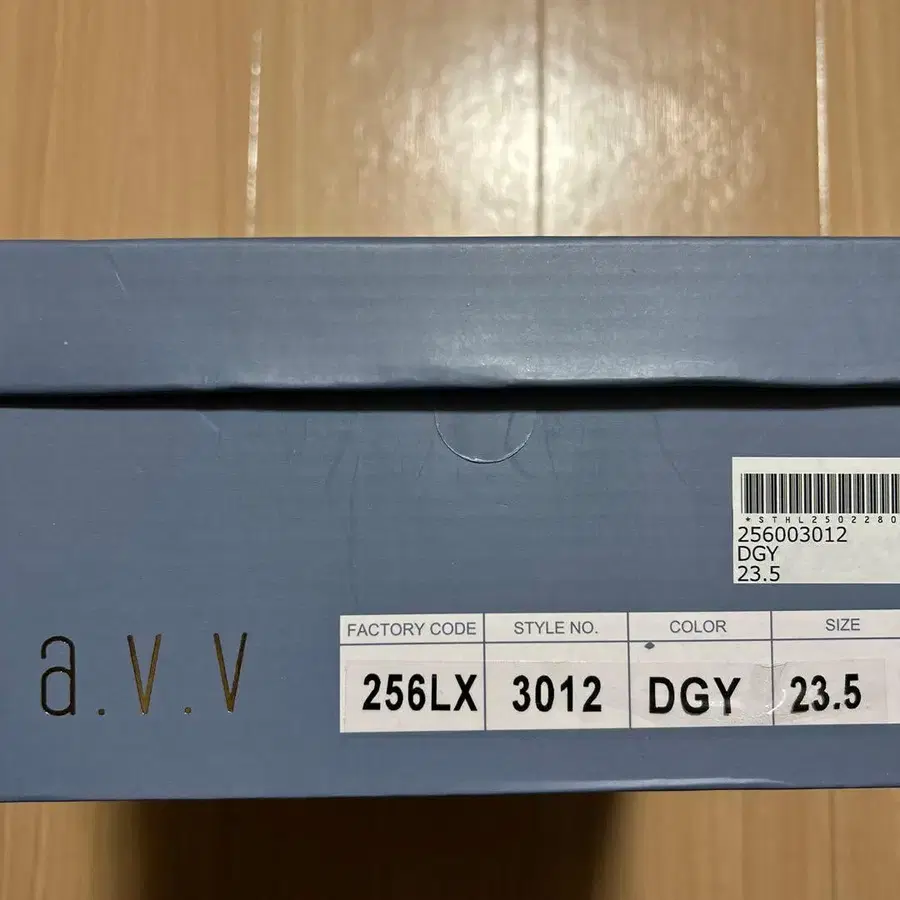 *STHL2502280
256003012
DGY
23.5
a.v.v
FACTORY CODE STYLE NO. COLOR SIZE
256LX 3012 DGY 23.5